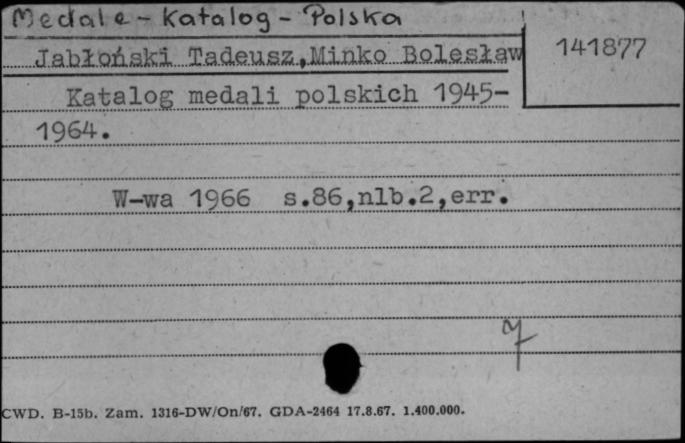 Medale - Katalog - Polska
Jabłoński Tadeusz,Minko Bolesław
141877
Katalog medali polskich 1945-
1964.
W-wa 1966 s.86,nlb.2,err.
CWD. B-15b. Zam. 1316-DW/On/67. GDA-2464 17.8.67. 1.400.000.